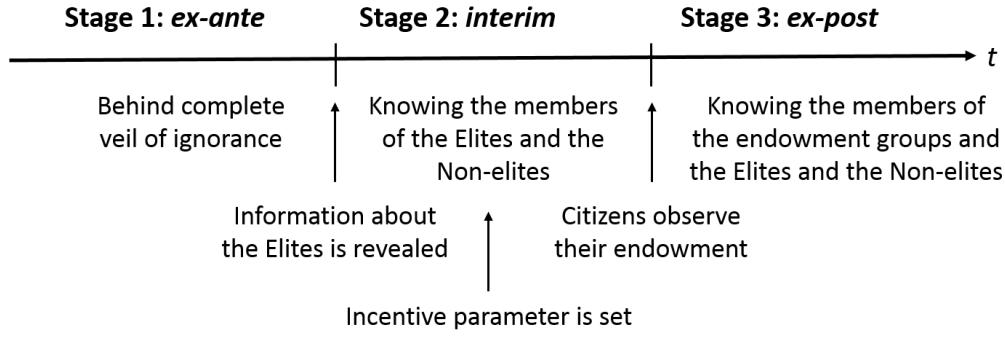 Stage 1: ex-ante
Stage 2: interim
Stage 3: ex-post
t
Behind complete
veil of ignorance
Knowing the members
of the Elites and the
Non-elites
Knowing the members of
the endowment groups and
the Elites and the Non-elites
Information about
the Elites is revealed
Citizens observe
their endowment
Incentive parameter is set